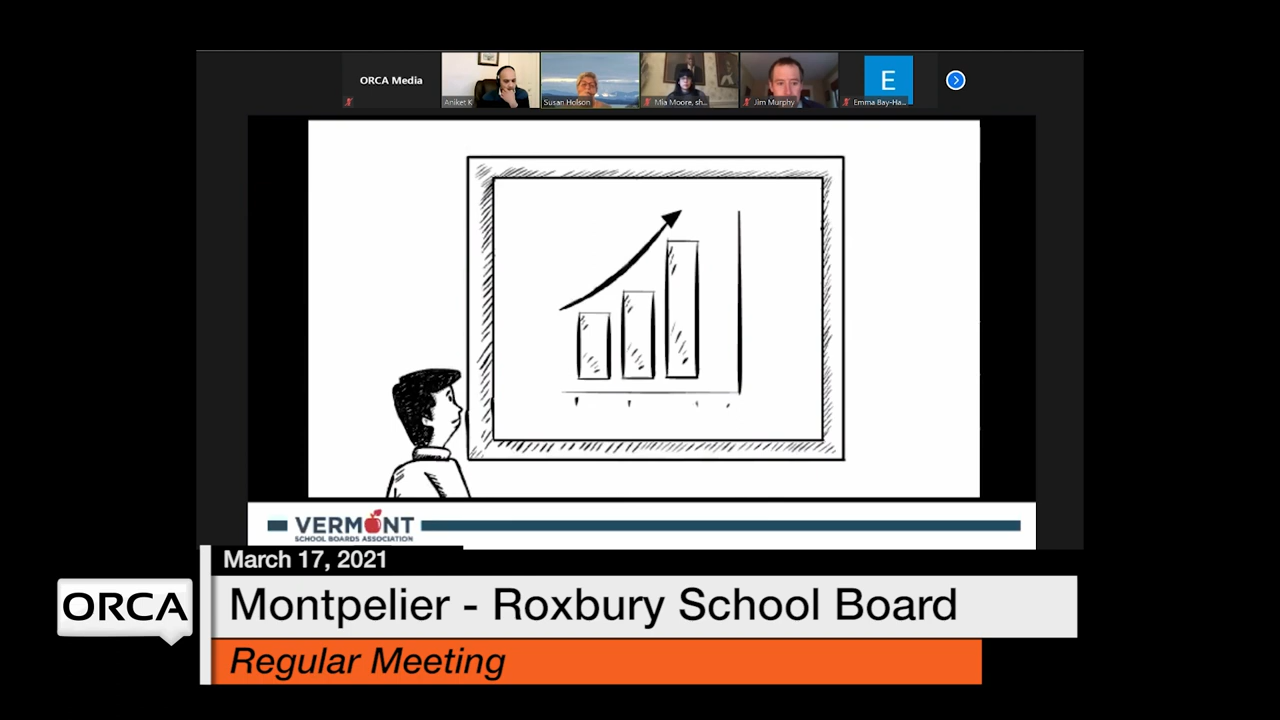 ORCA Media
Aniket K
Susan Holson
Mia Moore, sh...
Jim Murphy
E
Emma Bay-Ha...
VERMONT
SCHOOL BOARDS ASSOCIATION
March 17, 2021
ORCA
Montpelier - Roxbury School Board
Regular Meeting